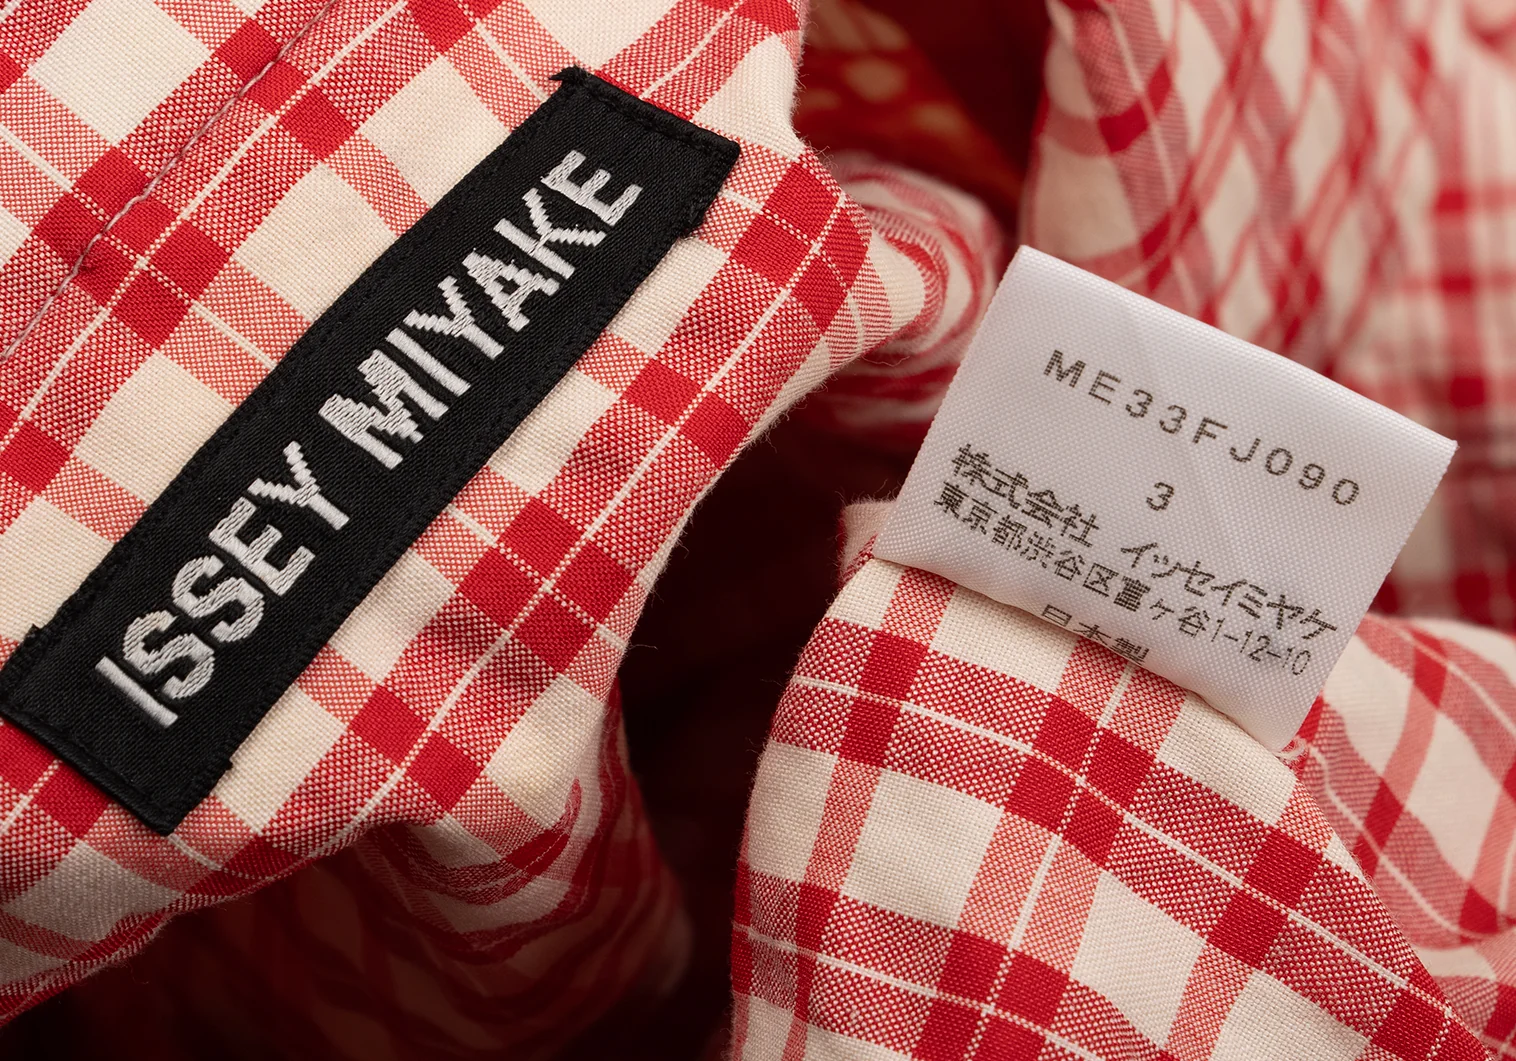 ISSEY MIYAKE
ME33FJ090
3
株式会社 イッセイミヤケ
東京都渋谷区富ヶ谷1-12-10
日本製